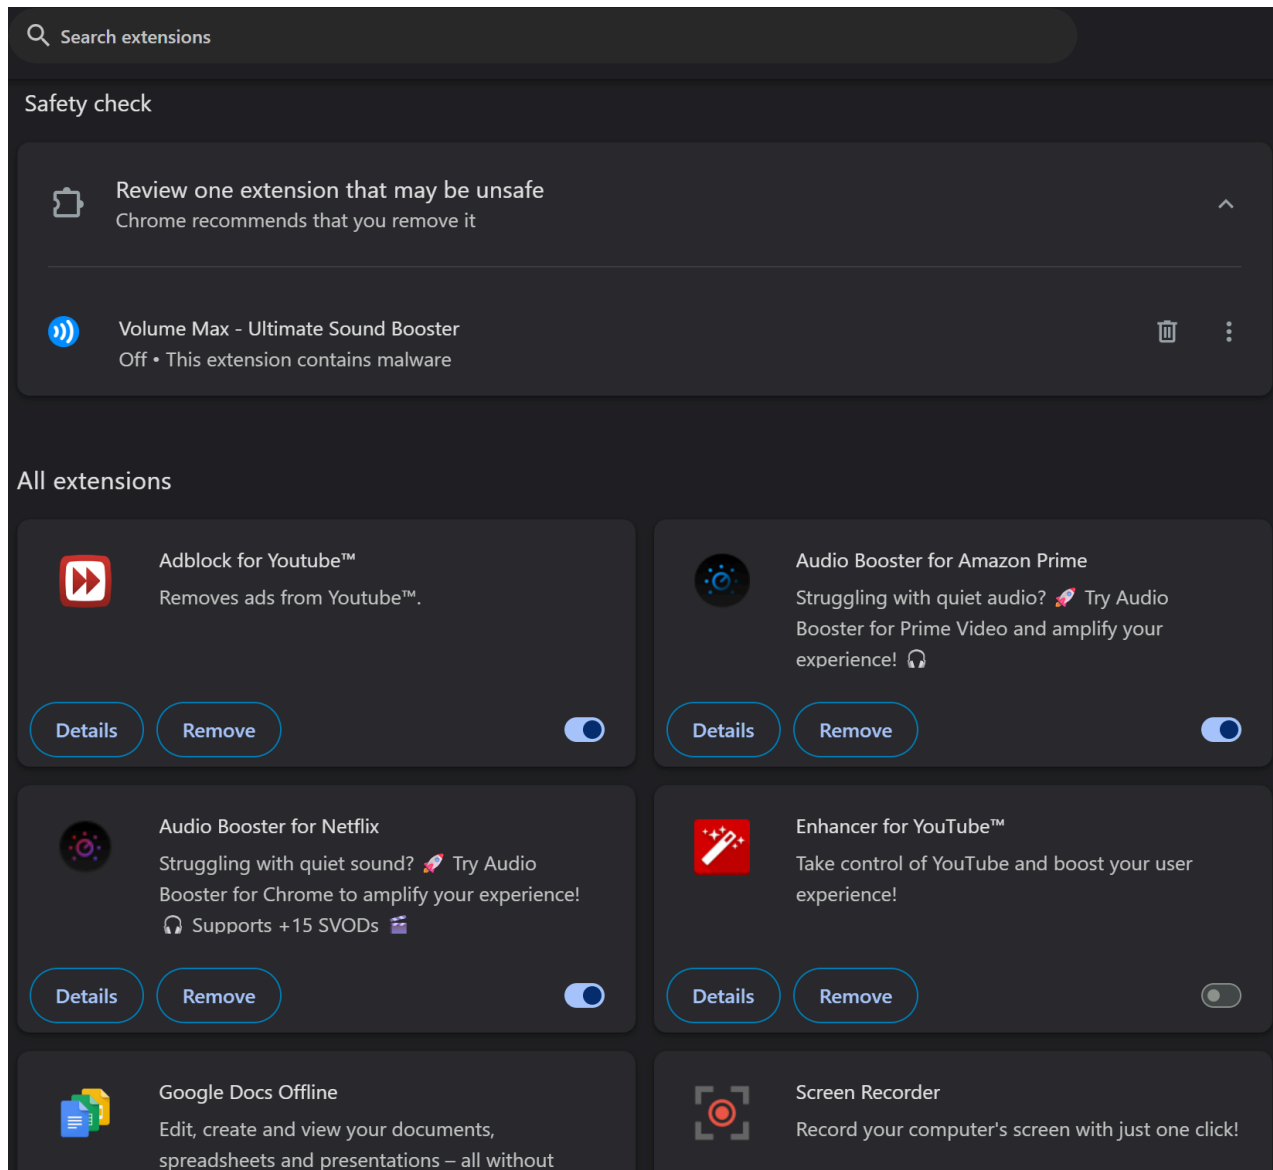 Search extensions
Safety check
Review one extension that may be unsafe
Chrome recommends that you remove it
Volume Max - Ultimate Sound Booster
Off • This extension contains malware
All extensions
Adblock for Youtube™
Removes ads from Youtube™.
Details
Remove
Audio Booster for Amazon Prime
Struggling with quiet audio? 🚀 Try Audio
Booster for Prime Video and amplify your
experience! 🎧
Details
Remove
Audio Booster for Netflix
Struggling with quiet sound? 🚀 Try Audio
Booster for Chrome to amplify your experience!
🎧 Supports +15 SVODs 🎬
Details
Remove
Enhancer for YouTube™
Take control of YouTube and boost your user
experience!
Details
Remove
Google Docs Offline
Edit, create and view your documents,
spreadsheets and presentations – all without
Screen Recorder
Record your computer's screen with just one click!